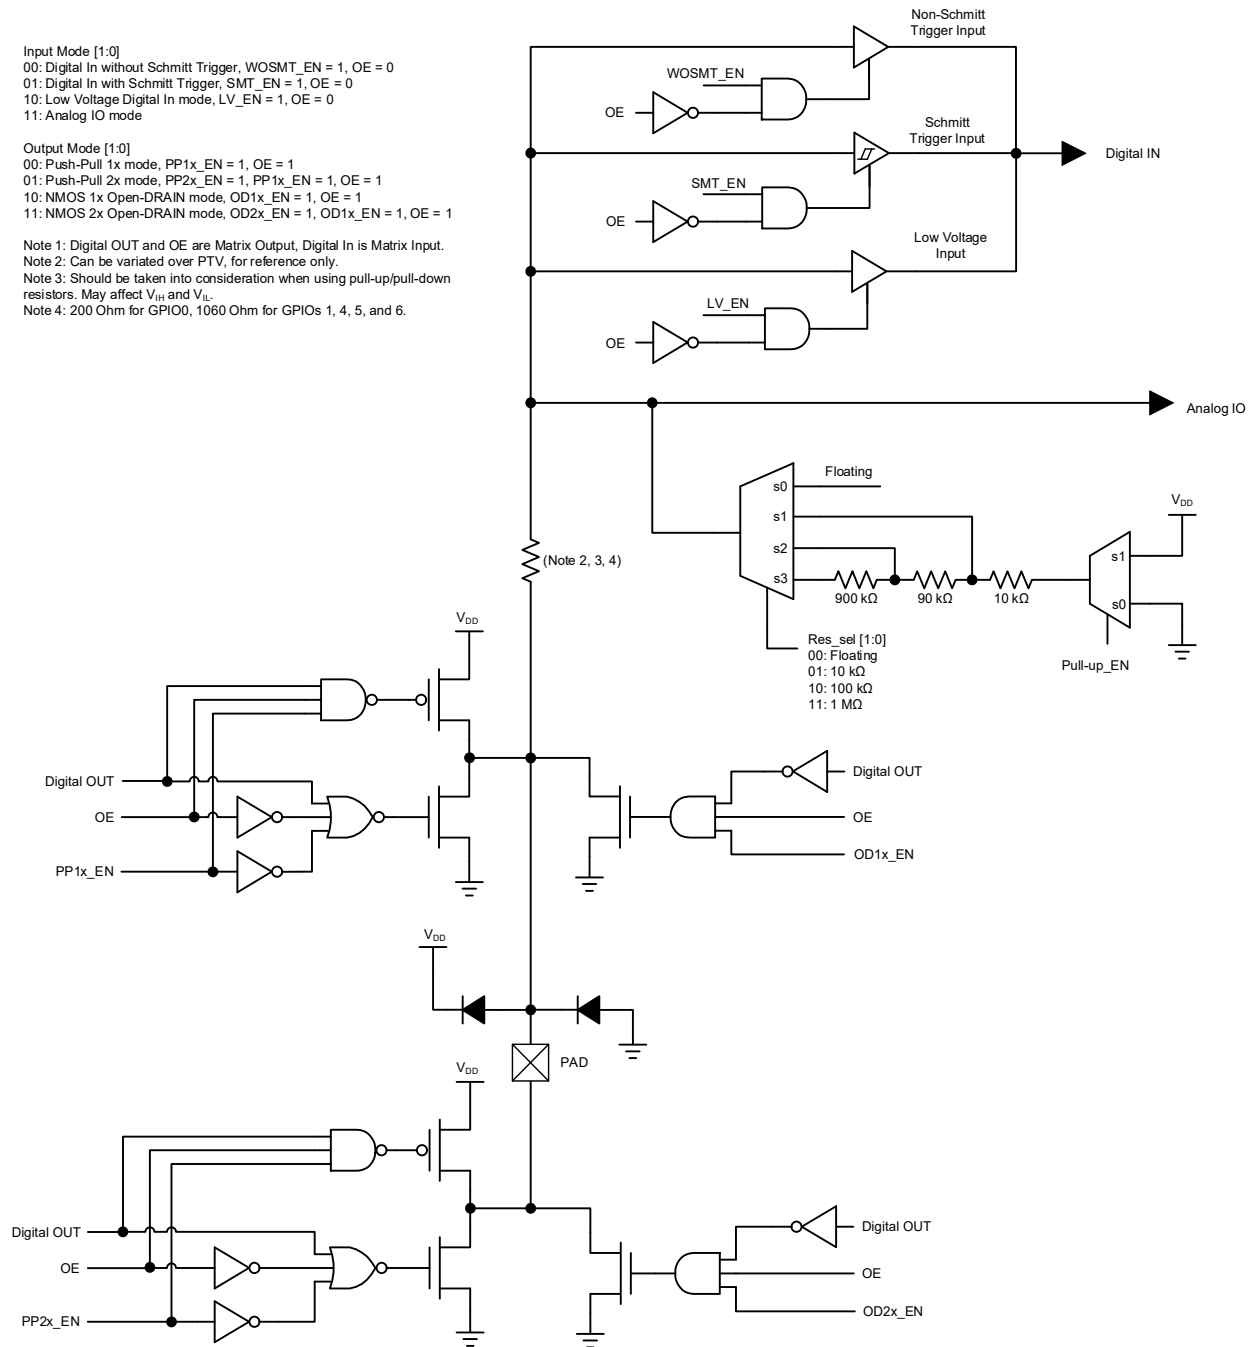 Input Mode [1:0]
00: Digital In without Schmitt Trigger, WOSMT_EN = 1, OE = 0
01: Digital In with Schmitt Trigger, SMT_EN = 1, OE = 0
10: Low Voltage Digital In mode, LV_EN = 1, OE = 0
11: Analog IO mode
Output Mode [1:0]
00: Push-Pull 1x mode, PP1x_EN = 1, OE = 1
01: Push-Pull 2x mode, PP2x_EN = 1, PP1x_EN = 1, OE = 1
10: NMOS 1x Open-DRAIN mode, OD1x_EN = 1, OE = 1
11: NMOS 2x Open-DRAIN mode, OD2x_EN = 1, OD1x_EN = 1, OE = 1
Note 1: Digital OUT and OE are Matrix Output, Digital In is Matrix Input.
Note 2: Can be variated over PTV, for reference only.
Note 3: Should be taken into consideration when using pull-up/pull-down
resistors. May affect VIH and VIL.
Note 4: 200 Ohm for GPIO0, 1060 Ohm for GPIOs 1, 4, 5, and 6.
Non-Schmitt
Trigger Input
WOSMT_EN
OE
Schmitt
Trigger Input
Digital IN
SMT_EN
OE
Low Voltage
Input
LV_EN
OE
Analog IO
Floating
s0
s1
s2
s3
900 kΩ
90 kΩ
10 kΩ
VDD
s1
s0
Pull-up_EN
Res_sel [1:0]
00: Floating
01: 10 kΩ
10: 100 kΩ
11: 1 MΩ
(Note 2, 3, 4)
VDD
Digital OUT
OE
PP1x_EN
Digital OUT
OE
OD1x_EN
VDD
PAD
VDD
Digital OUT
OE
PP2x_EN
Digital OUT
OE
OD2x_EN